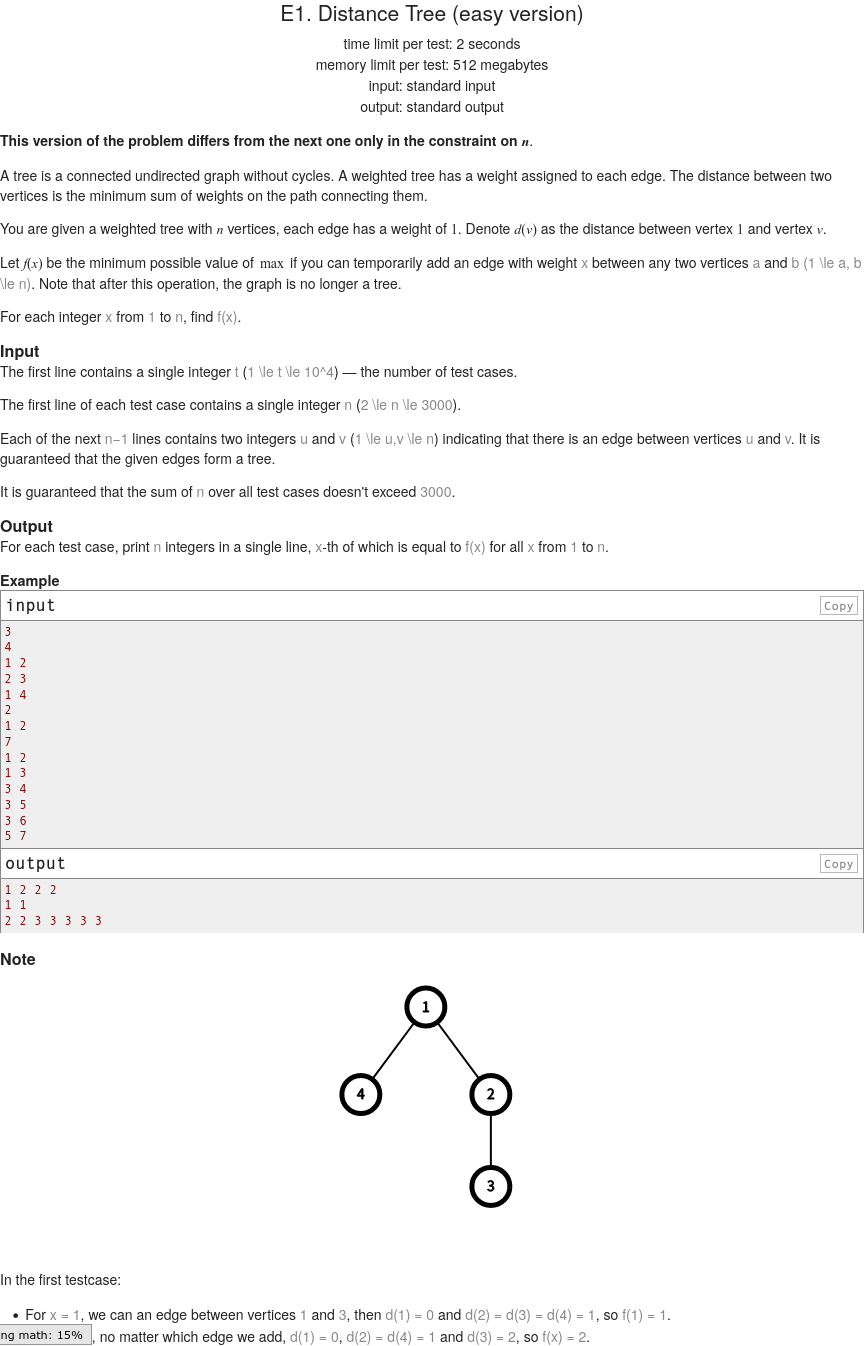 E1. Distance Tree (easy version)
time limit per test: 2 seconds
memory limit per test: 512 megabytes
input: standard input
output: standard output
This version of the problem differs from the next one only in the constraint on n.
A tree is a connected undirected graph without cycles. A weighted tree has a weight assigned to each edge. The distance between two
vertices is the minimum sum of weights on the path connecting them.
You are given a weighted tree with n vertices, each edge has a weight of 1. Denote d(v) as the distance between vertex 1 and vertex v.
Let f(x) be the minimum possible value of max if you can temporarily add an edge with weight x between any two vertices a and b (1 \le a, b
\le n). Note that after this operation, the graph is no longer a tree.
For each integer x from 1 to n, find f(x).
Input
The first line contains a single integer t (1 \le t \le 10^4) — the number of test cases.
The first line of each test case contains a single integer n (2 \le n \le 3000).
Each of the next n−1 lines contains two integers u and v (1 \le u,v \le n) indicating that there is an edge between vertices u and v. It is
guaranteed that the given edges form a tree.
It is guaranteed that the sum of n over all test cases doesn't exceed 3000.
Output
For each test case, print n integers in a single line, x-th of which is equal to f(x) for all x from 1 to n.
Example
input Copy
3
4
1 2
2 3
1 4
2
1 2
7
1 2
1 3
3 4
3 5
3 6
5 7
output Copy
1 2 2 2
1 1
2 2 3 3 3 3 3
Note
1
4 2
3
In the first testcase:
• For x = 1, we can an edge between vertices 1 and 3, then d(1) = 0 and d(2) = d(3) = d(4) = 1, so f(1) = 1.
ng math: 15% , no matter which edge we add, d(1) = 0, d(2) = d(4) = 1 and d(3) = 2, so f(x) = 2.